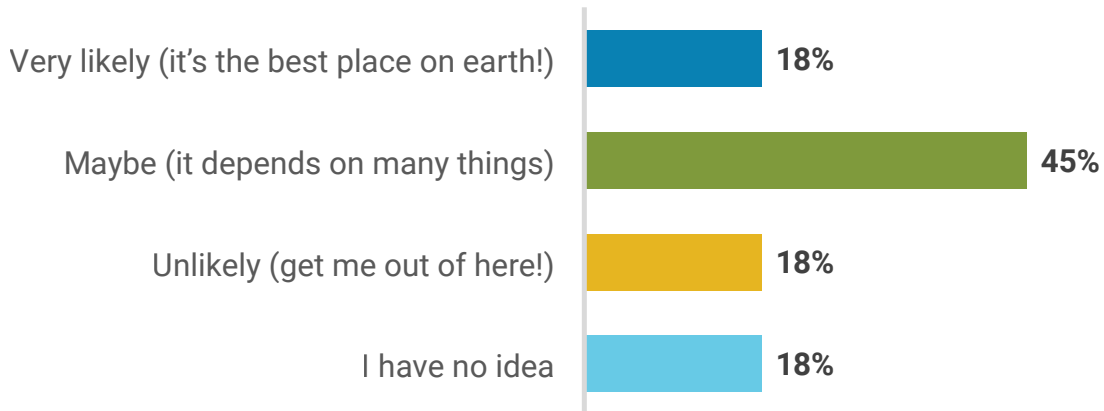 Very likely (it’s the best place on earth!) 18%
Maybe (it depends on many things) 45%
Unlikely (get me out of here!) 18%
I have no idea 18%